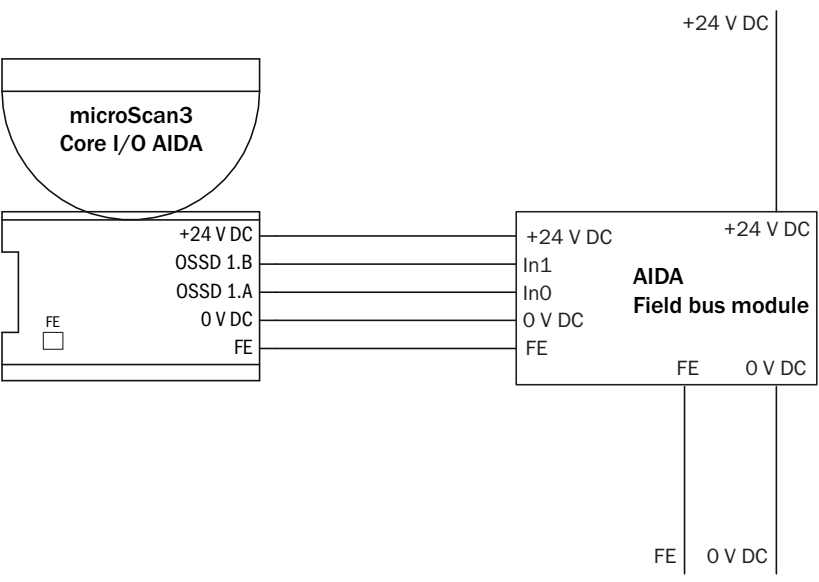 +24 V DC
microScan3
Core I/O AIDA
+24 V DC
OSSD 1.B
OSSD 1.A
0 V DC
FE
FE
+24 V DC
In1
In0
0 V DC
FE
+24 V DC
AIDA
Field bus module
FE
0 V DC
FE
0 V DC